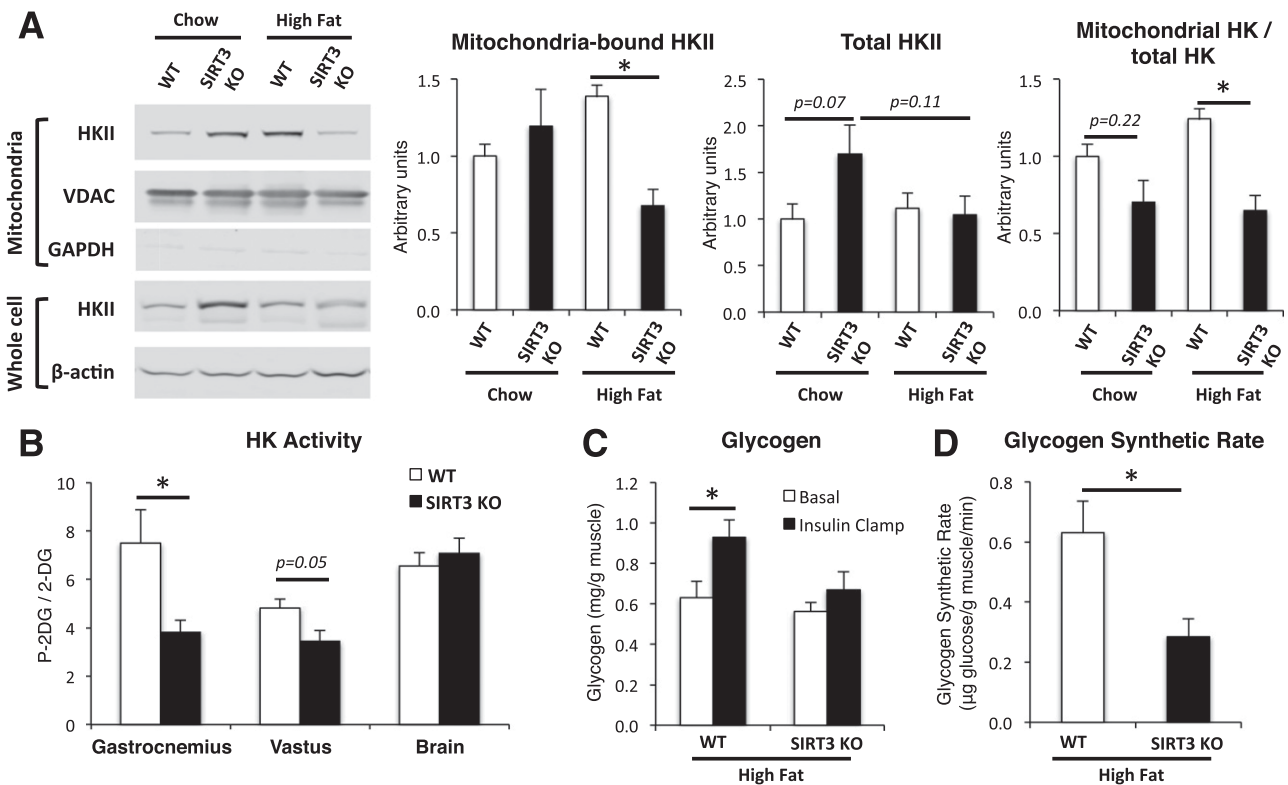 A
Chow
High Fat
WT
SIRT3
KO
WT
SIRT3
KO
Mitochondria
HKII
VDAC
GAPDH
Whole cell
HKII
β-actin
Mitochondria-bound HKII
Arbitrary units
1.5
1.0
0.5
0.0
*
WT
SIRT3
KO
WT
SIRT3
KO
Chow
High Fat
Total HKII
Arbitrary units
2.5
2.0
1.5
1.0
0.5
0.0
p=0.07
p=0.11
WT
SIRT3
KO
WT
SIRT3
KO
Chow
High Fat
Mitochondrial HK /
total HK
Arbitrary units
1.5
1.0
0.5
0.0
p=0.22
*
WT
SIRT3
KO
WT
SIRT3
KO
Chow
High Fat
B
HK Activity
WT
SIRT3 KO
P-2DG / 2-DG
10
8
6
4
2
0
*
p=0.05
Gastrocnemius
Vastus
Brain
C
Glycogen
Basal
Insulin Clamp
Glycogen (mg/g muscle)
1.2
1.0
0.8
0.6
0.4
0.2
0.0
*
WT
SIRT3 KO
High Fat
D
Glycogen Synthetic Rate
Glycogen Synthetic Rate
(μg glucose/g muscle/min)
0.8
0.6
0.4
0.2
0.0
*
WT
SIRT3 KO
High Fat